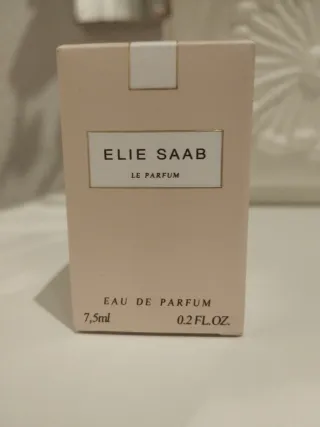 ELIE SAAB
LE PARFUM
EAU DE PARFUM
7,5ml 0.2 FL.OZ.